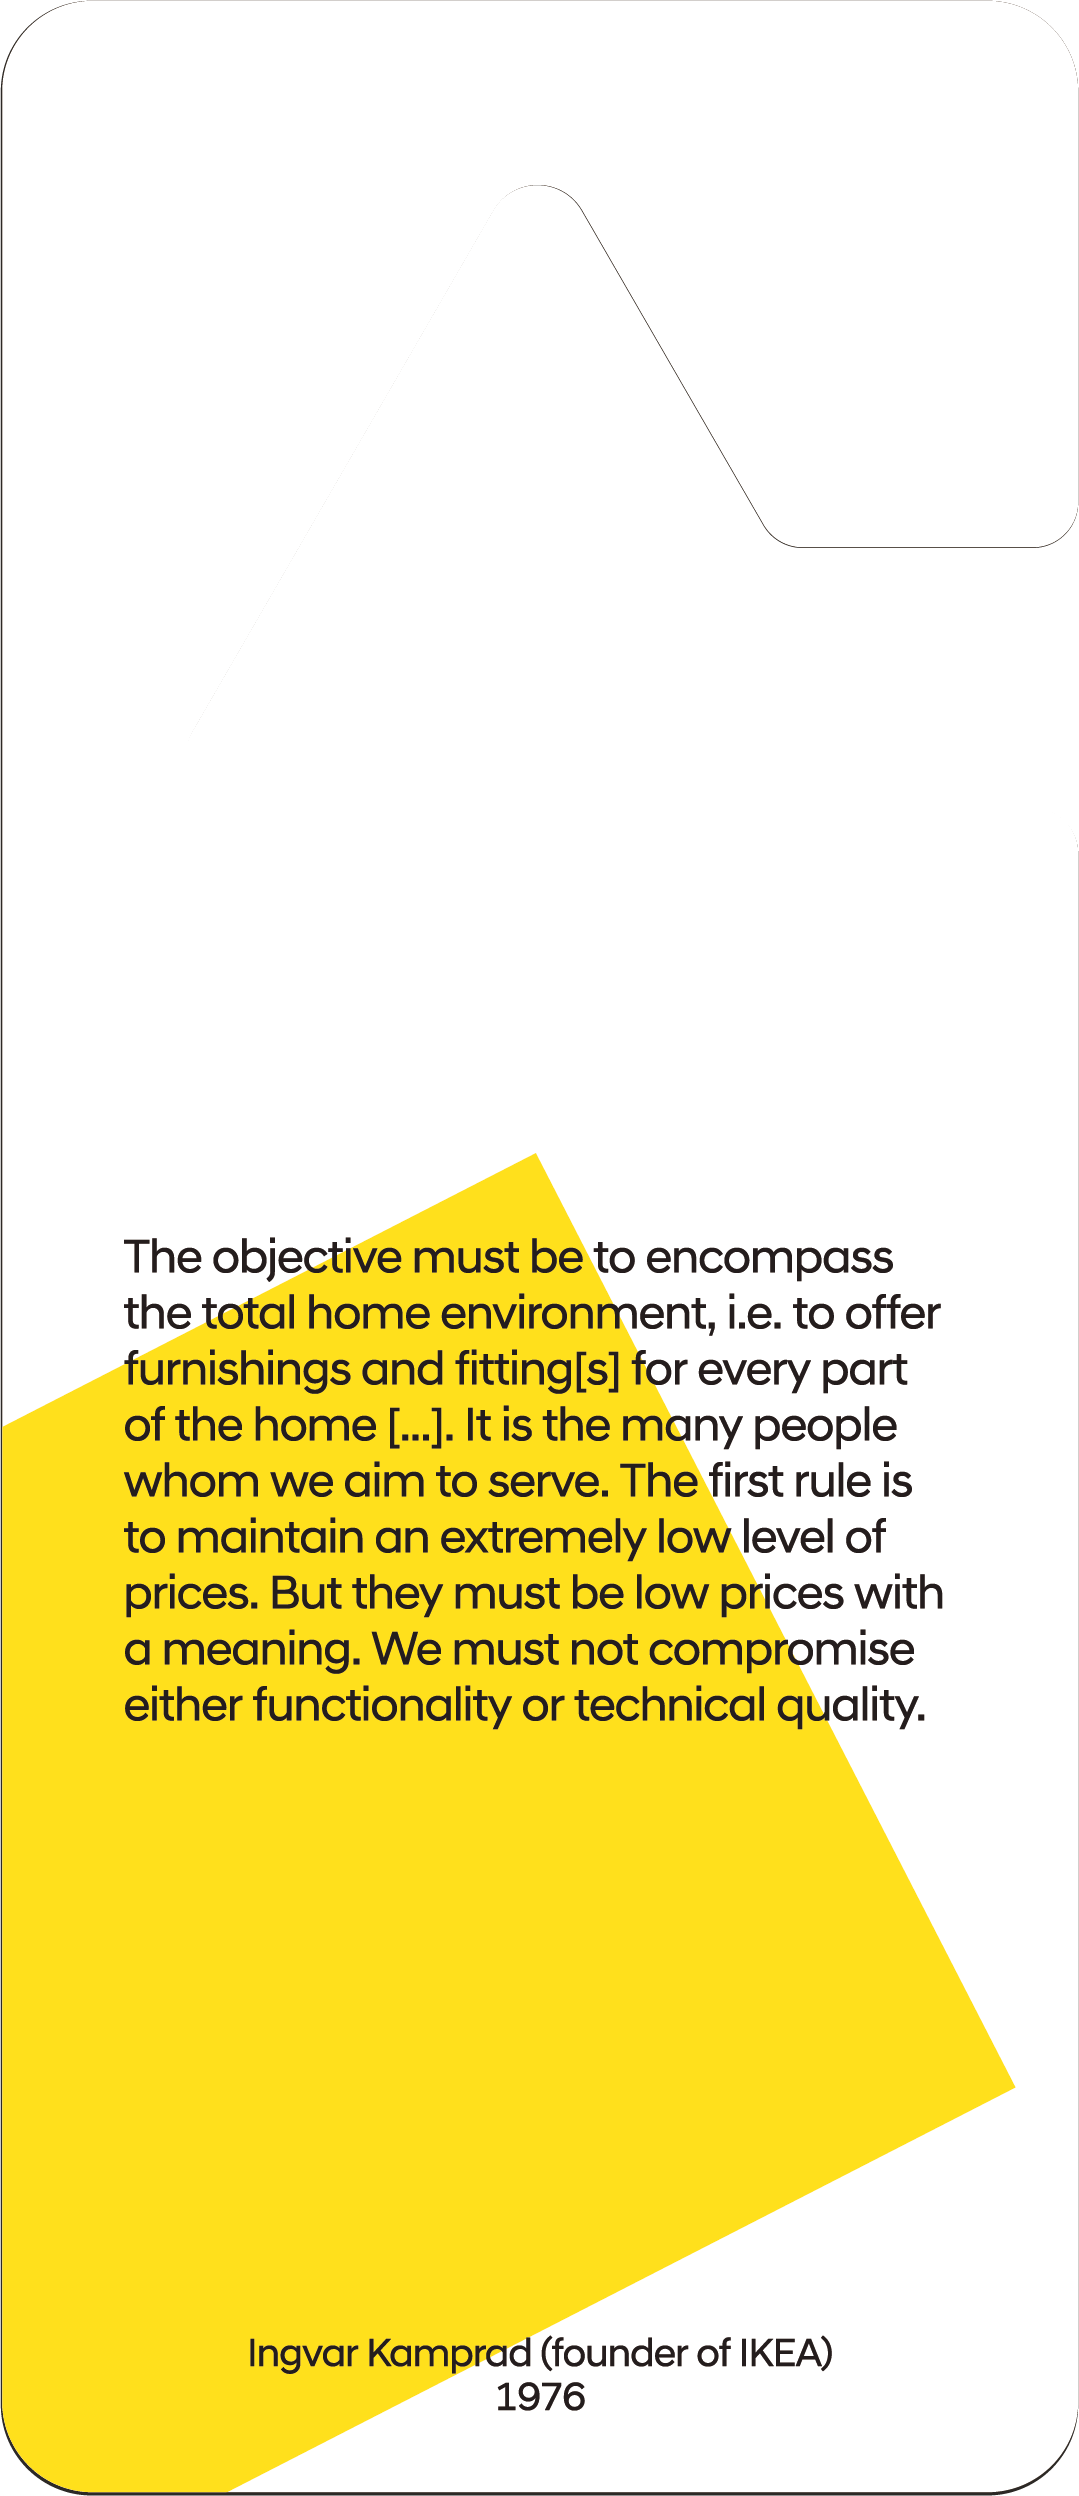 The objective must be to encompass
the total home environment, i.e. to offer
furnishings and fitting[s] for every part
of the home [...]. It is the many people
whom we aim to serve. The first rule is
to maintain an extremely low level of
prices. But they must be low prices with
a meaning. We must not compromise
either functionality or technical quality.
Ingvar Kamprad (founder of IKEA)
1976